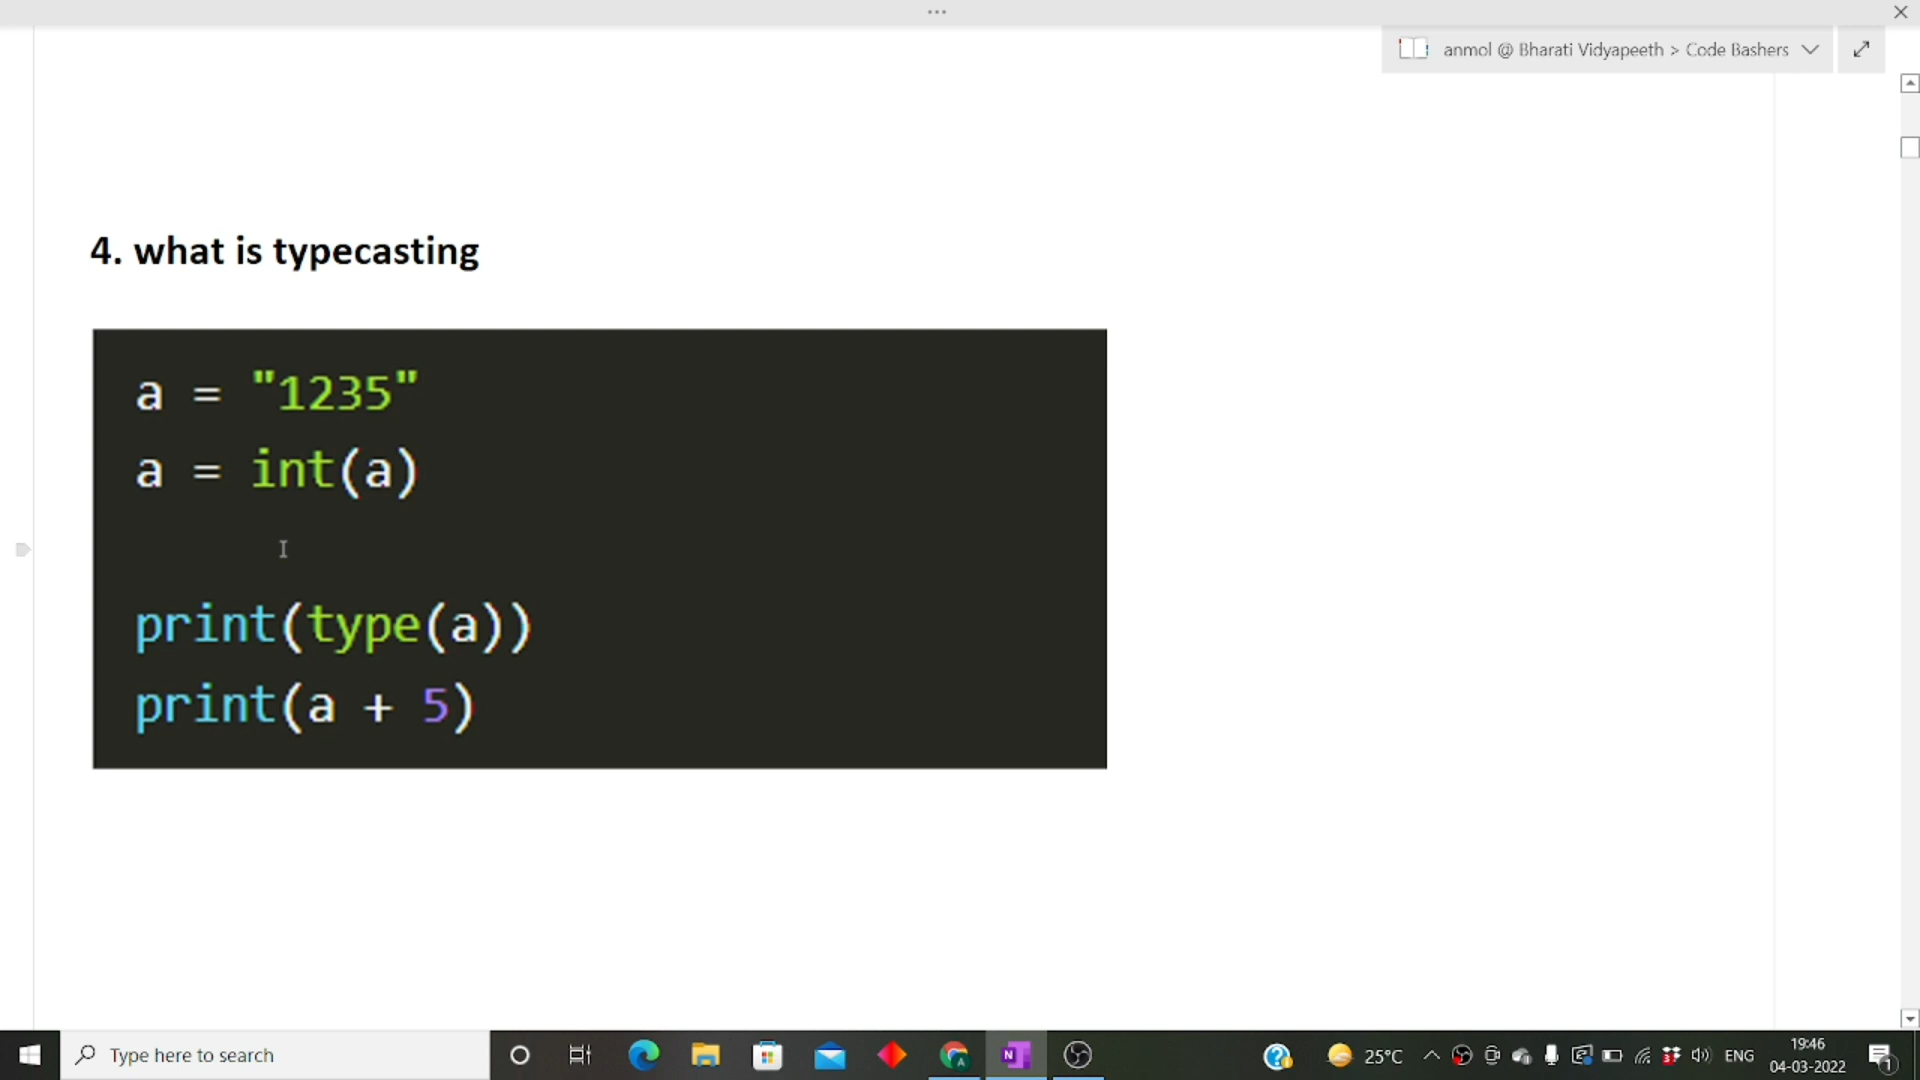 anmol @ Bharati Vidyapeeth > Code Bashers
4. what is typecasting
a = "1235"
a = int(a)
print(type(a))
print(a + 5)
Type here to search
25°C
ENG
19:46
04-03-2022
1